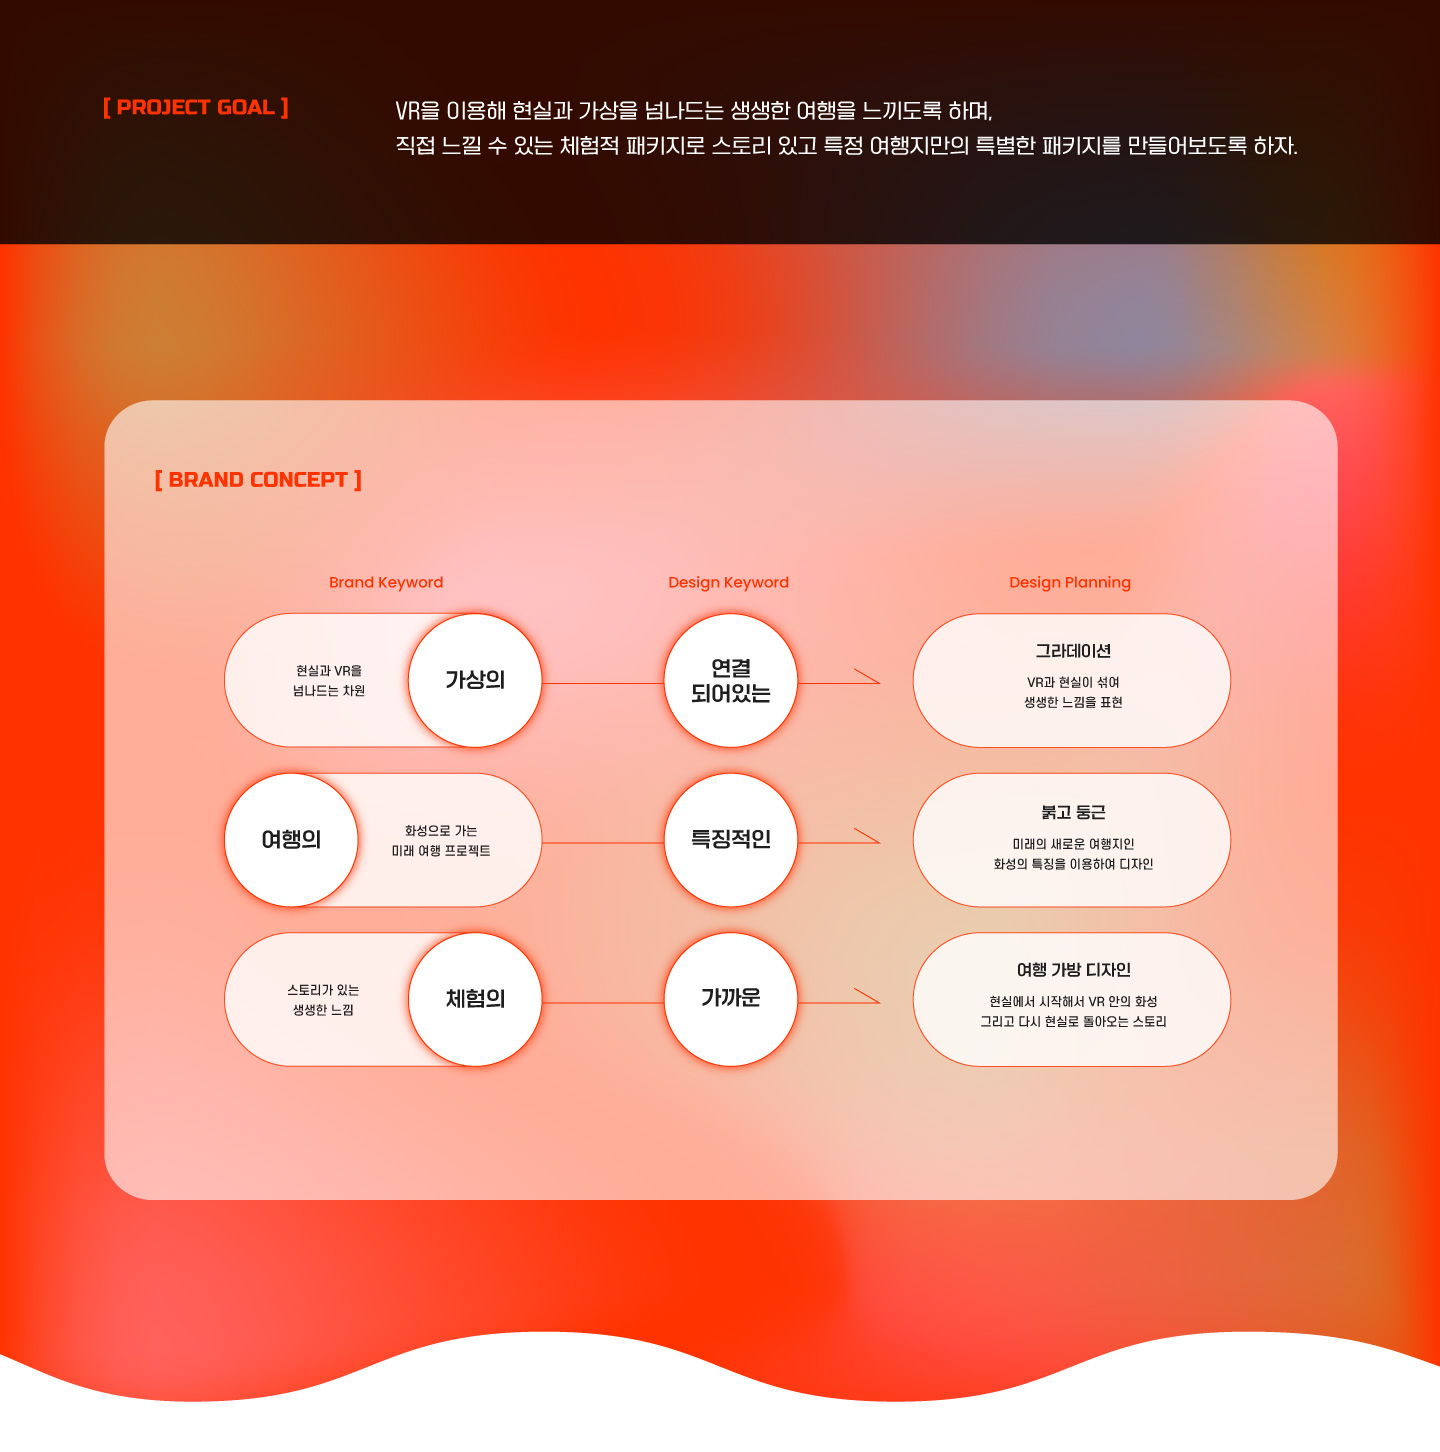 [ PROJECT GOAL ]
VR을 이용해 현실과 가상을 넘나드는 생생한 여행을 느끼도록 하며,
직접 느낄 수 있는 체험적 패키지로 스토리 있고 특정 여행지만의 특별한 패키지를 만들어보도록 하자.
[ BRAND CONCEPT ]
Brand Keyword
Design Keyword
Design Planning
현실과 VR을
넘나드는 차원
가상의
연결
되어있는
그라데이션
VR과 현실이 섞여
생생한 느낌을 표현
여행의
화성으로 가는
미래 여행 프로젝트
특징적인
붉고 둥근
미래의 새로운 여행지인
화성의 특징을 이용하여 디자인
스토리가 있는
생생한 느낌
체험의
가까운
여행 가방 디자인
현실에서 시작해서 VR 안의 화성
그리고 다시 현실로 돌아오는 스토리